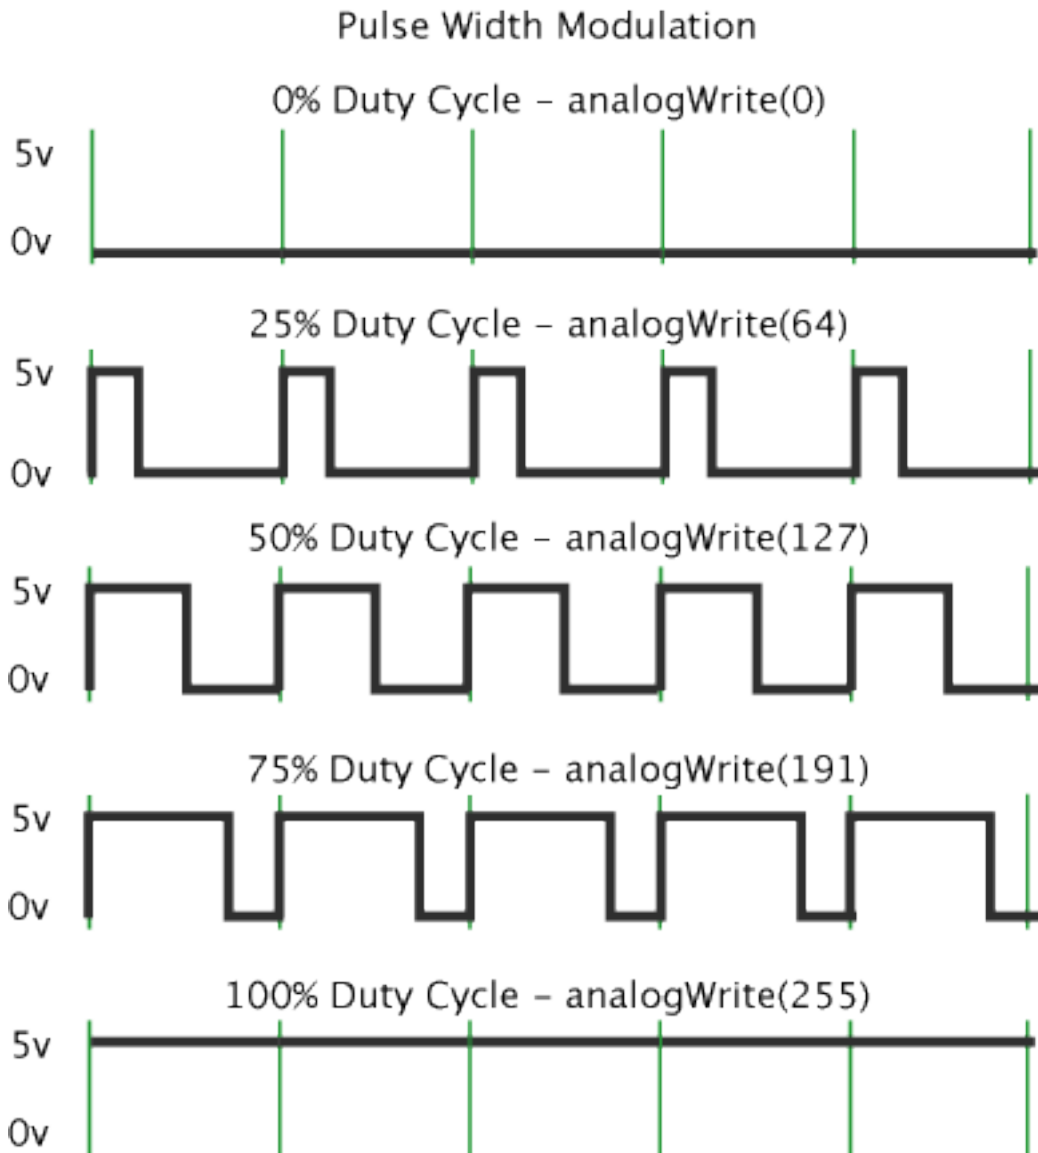 Pulse Width Modulation
0% Duty Cycle – analogWrite(0)
5v
0v
25% Duty Cycle – analogWrite(64)
5v
0v
50% Duty Cycle – analogWrite(127)
5v
0v
75% Duty Cycle – analogWrite(191)
5v
0v
100% Duty Cycle – analogWrite(255)
5v
0v